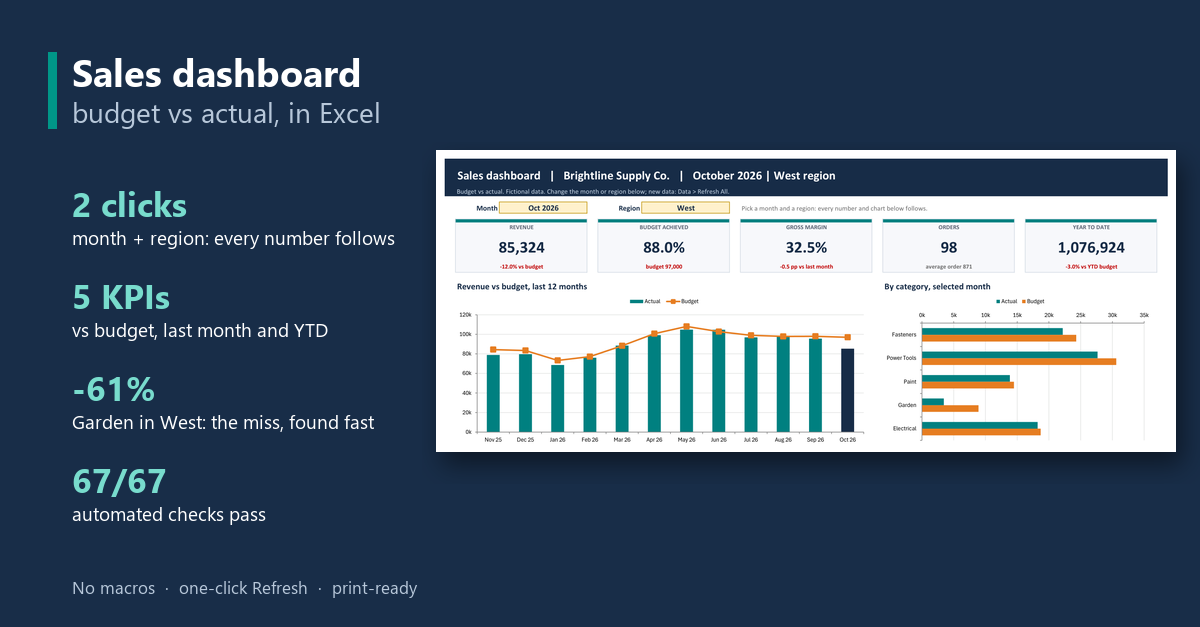 Sales dashboard
budget vs actual, in Excel
2 clicks
month + region: every number follows
5 KPIs
vs budget, last month and YTD
-61%
Garden in West: the miss, found fast
67/67
automated checks pass
No macros · one-click Refresh · print-ready
Sales dashboard | Brightline Supply Co. | October 2026 | West region
Budget vs actual. Fictional data. Change the month or region below; new data: Data > Refresh All.
Month Oct 2026 Region West Pick a month and a region: every number and chart below follows.
REVENUE BUDGET ACHIEVED GROSS MARGIN ORDERS YEAR TO DATE
85,324 88.0% 32.5% 98 1,076,924
-12.0% vs budget budget 97,000 -0.5 pp vs last month average order 871 -3.0% vs YTD budget
Revenue vs budget, last 12 months
Actual Budget
120k
100k
80k
60k
40k
20k
0k
Nov 25 Dec 25 Jan 26 Feb 26 Mar 26 Apr 26 May 26 Jun 26 Jul 26 Aug 26 Sep 26 Oct 26
By category, selected month
Actual Budget
0k 5k 10k 15k 20k 25k 30k 35k
Fasteners
Power Tools
Paint
Garden
Electrical